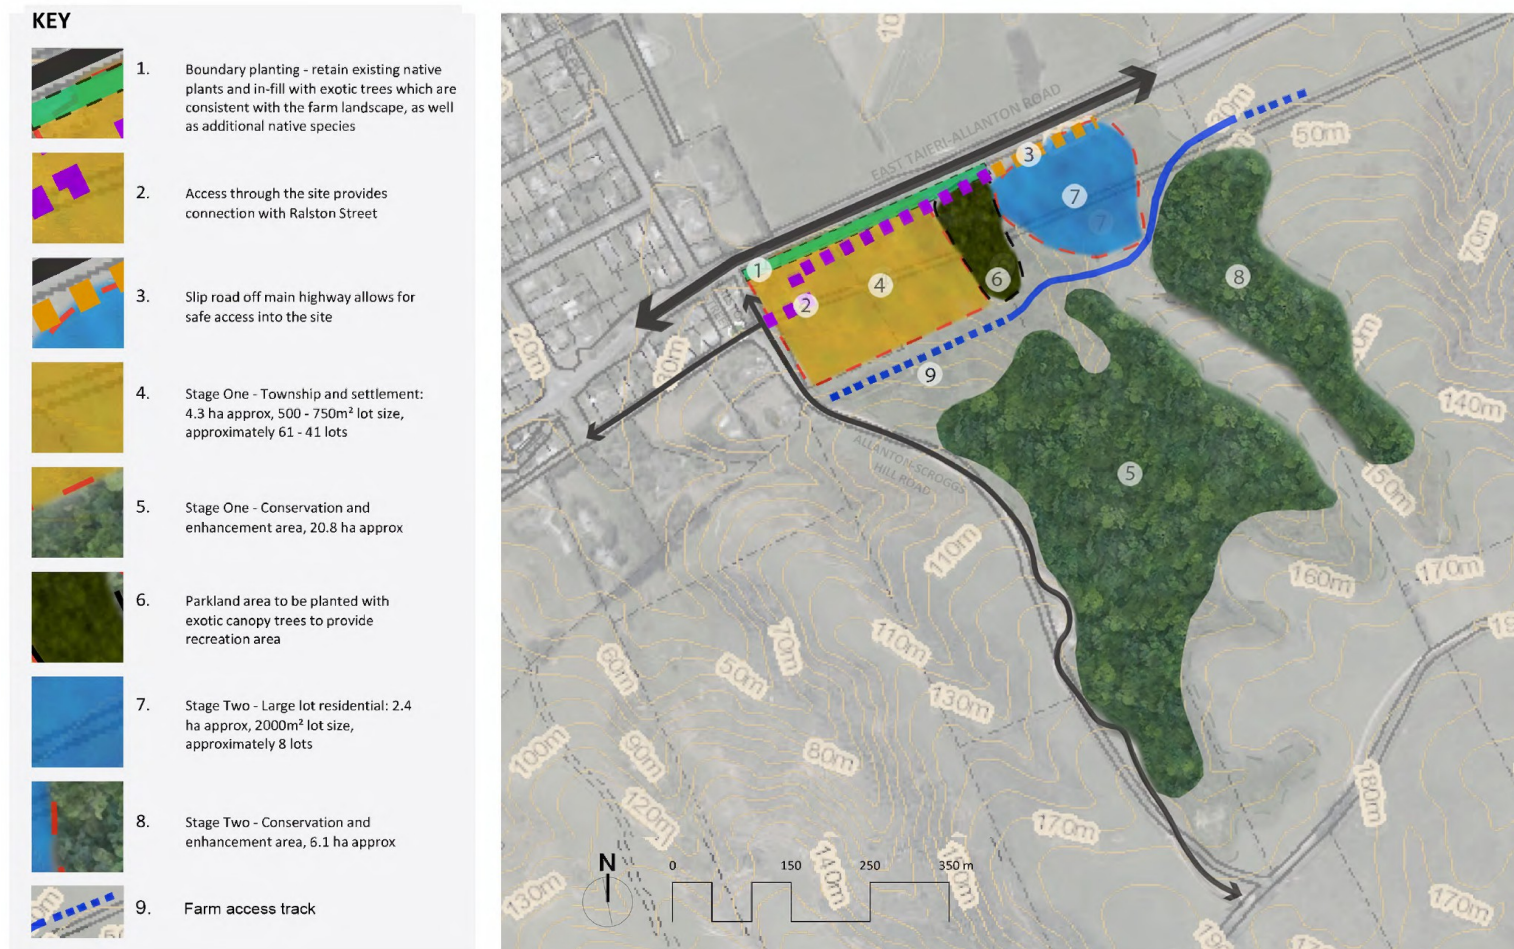 KEY
1.
Boundary planting - retain existing native
plants and in-fill with exotic trees which are
consistent with the farm landscape, as well
as additional native species
2.
Access through the site provides
connection with Ralston Street
3.
Slip road off main highway allows for
safe access into the site
4.
Stage One - Township and settlement:
4.3 ha approx, 500 - 750m² lot size,
approximately 61 - 41 lots
5.
Stage One - Conservation and
enhancement area, 20.8 ha approx
6.
Parkland area to be planted with
exotic canopy trees to provide
recreation area
7.
Stage Two - Large lot residential: 2.4
ha approx, 2000m² lot size,
approximately 8 lots
8.
Stage Two - Conservation and
enhancement area, 6.1 ha approx
9.
Farm access track
EAST TAIERI-ALLANTON ROAD
50m
70m
3
7
7
1
2
4
6
8
20m
9
140m
ALLANTON-SCROGGS
HILL ROAD
5
150m
110m
160m
170m
110m
70m
60m
50m
130m
100m
90m
80m
180m
120m
170m
N
0
150
250
350 m
130m
140m
170m